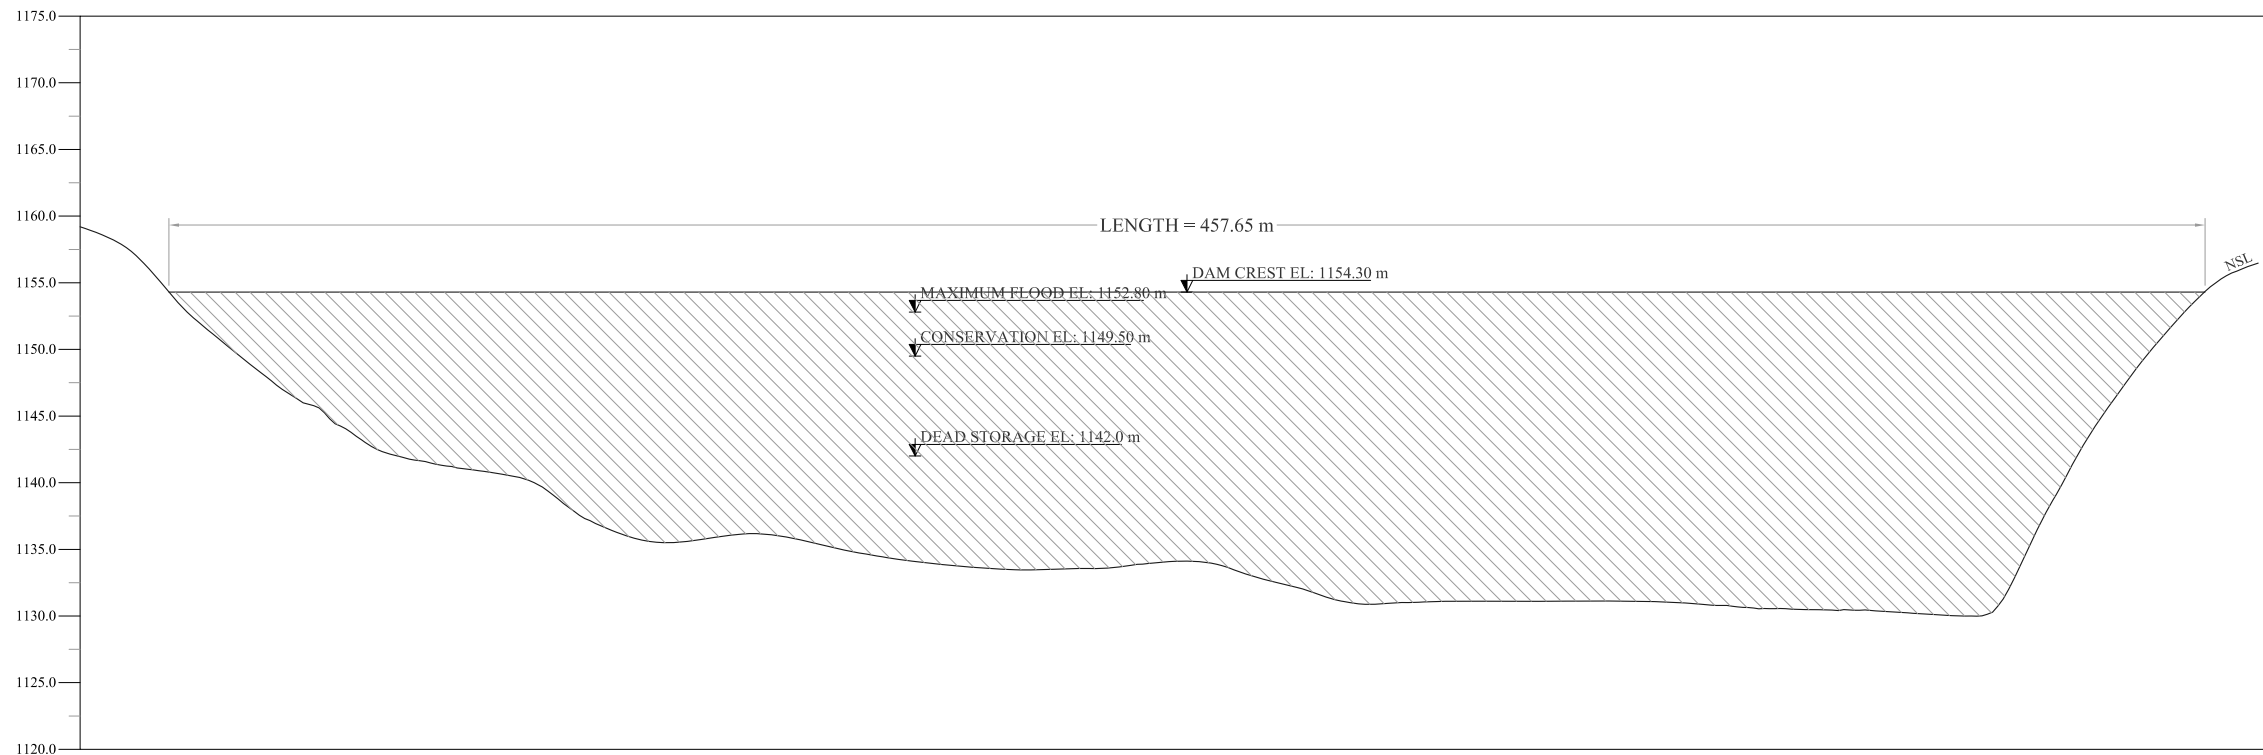 1175.0
1170.0
1165.0
1160.0
LENGTH = 457.65 m
NSL
1155.0
DAM CREST EL: 1154.30 m
MAXIMUM FLOOD EL: 1152.80 m
CONSERVATION EL: 1149.50 m
1150.0
1145.0
DEAD STORAGE EL: 1142.0 m
1140.0
1135.0
1130.0
1125.0
1120.0